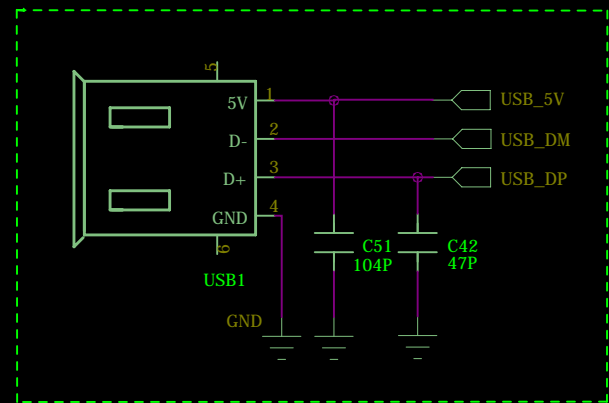 5
5V 1 USB_5V
D- 2 USB_DM
D+ 3 USB_DP
GND 4
6
C51 C42
104P 47P
USB1
GND